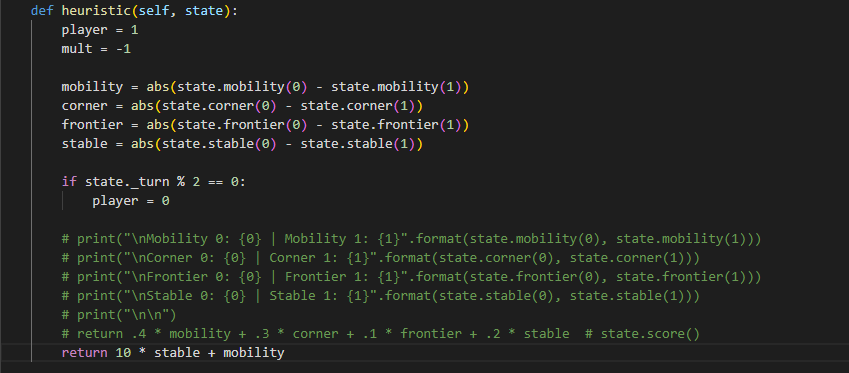 def heuristic(self, state):
    player = 1
    mult = -1

    mobility = abs(state.mobility(0) - state.mobility(1))
    corner = abs(state.corner(0) - state.corner(1))
    frontier = abs(state.frontier(0) - state.frontier(1))
    stable = abs(state.stable(0) - state.stable(1))

    if state._turn % 2 == 0:
        player = 0

    # print("\nMobility 0: {0} | Mobility 1: {1}".format(state.mobility(0), state.mobility(1)))
    # print("\nCorner 0: {0} | Corner 1: {1}".format(state.corner(0), state.corner(1)))
    # print("\nFrontier 0: {0} | Frontier 1: {1}".format(state.frontier(0), state.frontier(1)))
    # print("\nStable 0: {0} | Stable 1: {1}".format(state.stable(0), state.stable(1)))
    # print("\n\n")
    # return .4 * mobility + .3 * corner + .1 * frontier + .2 * stable  # state.score()
    return 10 * stable + mobility